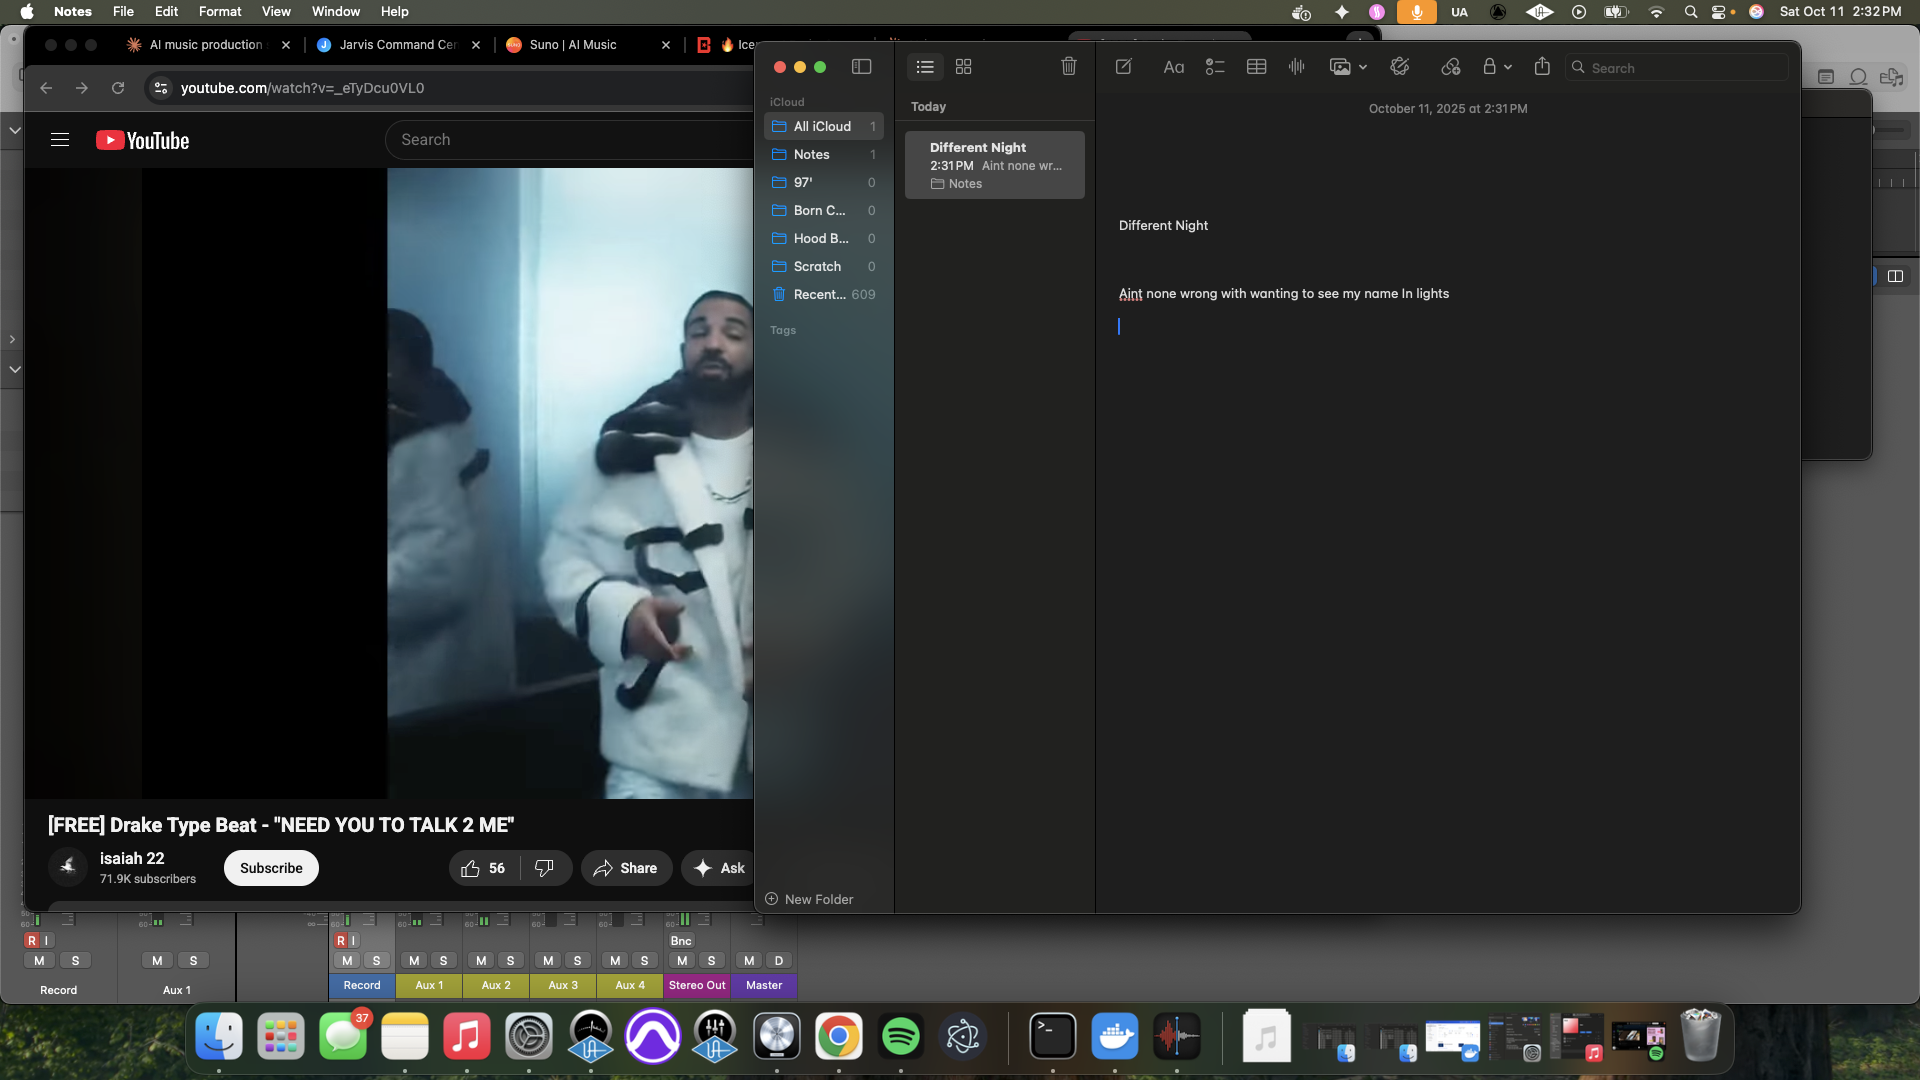 Notes File Edit Format View Window Help
UA
Sat Oct 11 2:32 PM
AI music production
Jarvis Command Cer
Suno | AI Music
youtube.com/watch?v=_eTyDcu0VL0
YouTube
Search
[FREE] Drake Type Beat - "NEED YOU TO TALK 2 ME"
isaiah 22
71.9K subscribers
Subscribe
56
Share
Ask
iCloud
All iCloud 1
Notes 1
97' 0
Born C... 0
Hood B... 0
Scratch 0
Recent... 609
Tags
New Folder
Today
Different Night
2:31 PM Aint none wr...
Notes
Aa
Search
October 11, 2025 at 2:31 PM
Different Night
Aint none wrong with wanting to see my name In lights
R I R I Bnc
M S M S M S M S M S M S M S M S M D
Record Aux 1 Record Aux 1 Aux 2 Aux 3 Aux 4 Stereo Out Master
37